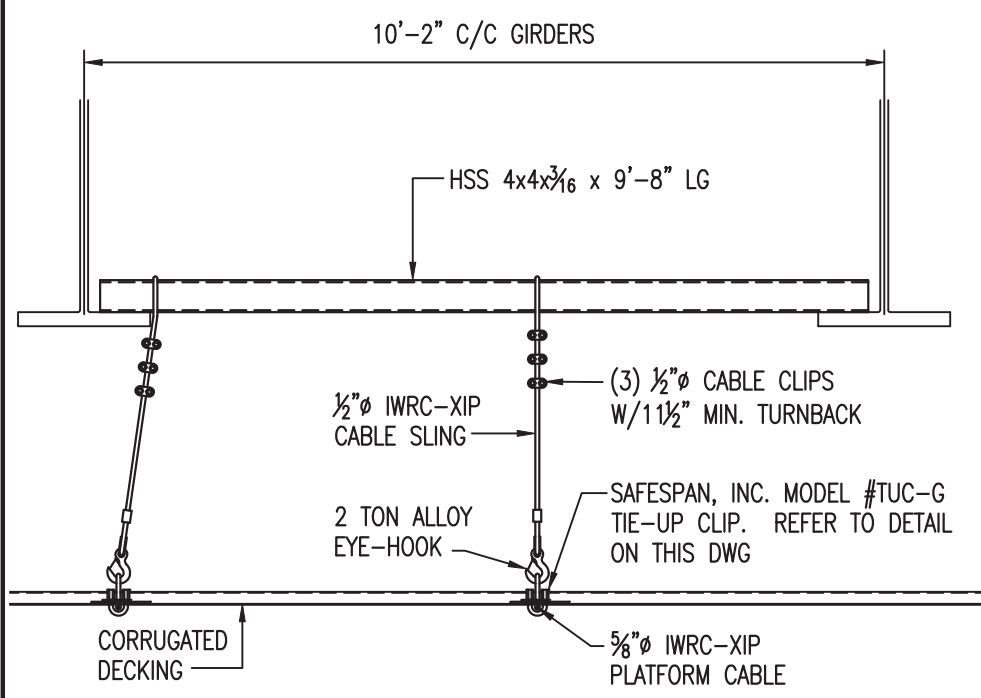 10'-2" C/C GIRDERS
HSS 4x4x3/16 x 9'-8" LG
(3) 1/2"ø CABLE CLIPS
W/11 1/2" MIN. TURNBACK
1/2"ø IWRC-XIP
CABLE SLING
SAFESPAN, INC. MODEL #TUC-G
TIE-UP CLIP. REFER TO DETAIL
ON THIS DWG
2 TON ALLOY
EYE-HOOK
CORRUGATED
DECKING
5/8"ø IWRC-XIP
PLATFORM CABLE